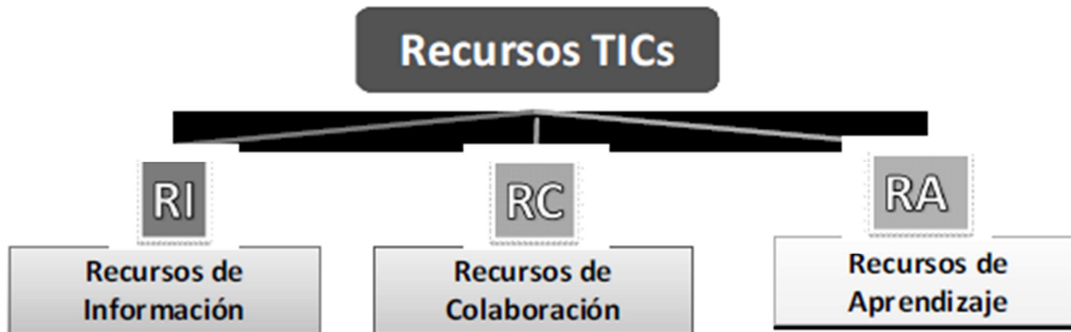 Recursos TICs
RI
RC
RA
Recursos de
Información
Recursos de
Colaboración
Recursos de
Aprendizaje